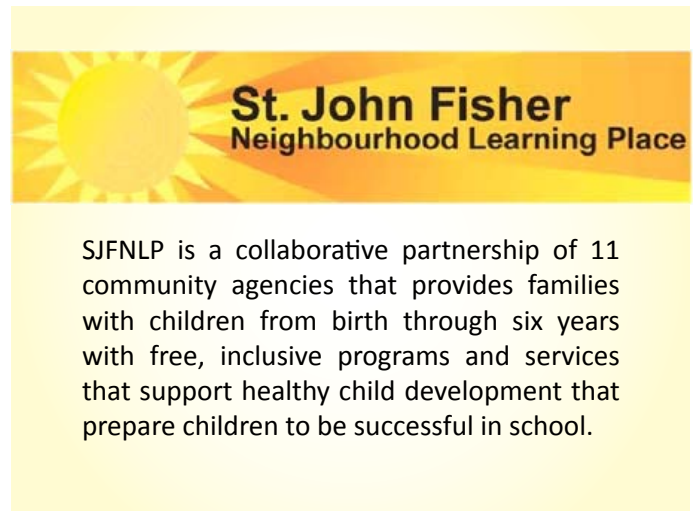 St. John Fisher
Neighbourhood Learning Place
SJFNLP is a collaborative partnership of 11
community agencies that provides families
with children from birth through six years
with free, inclusive programs and services
that support healthy child development that
prepare children to be successful in school.